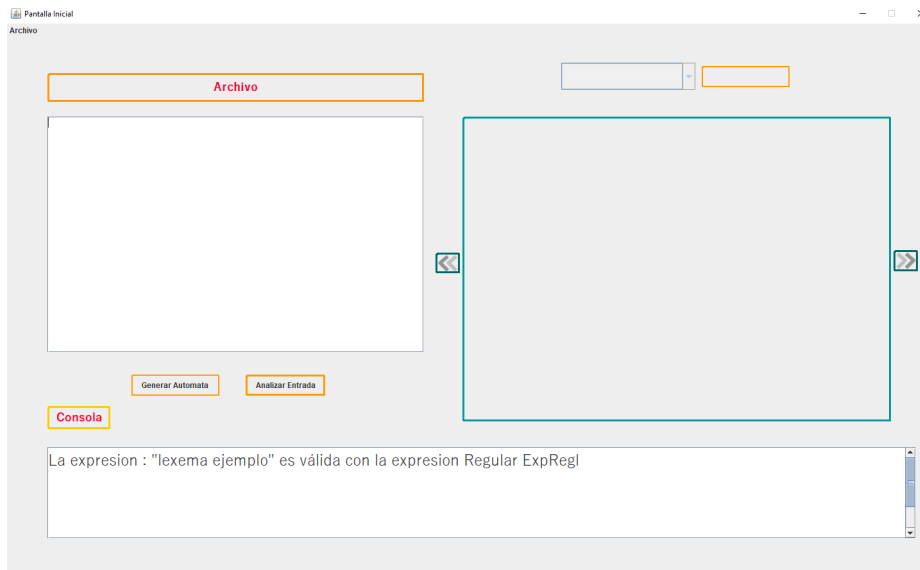 Pantalla Inicial
Archivo
Archivo
Generar Automata
Analizar Entrada
Consola
La expresion : "lexema ejemplo" es válida con la expresion Regular ExpRegl